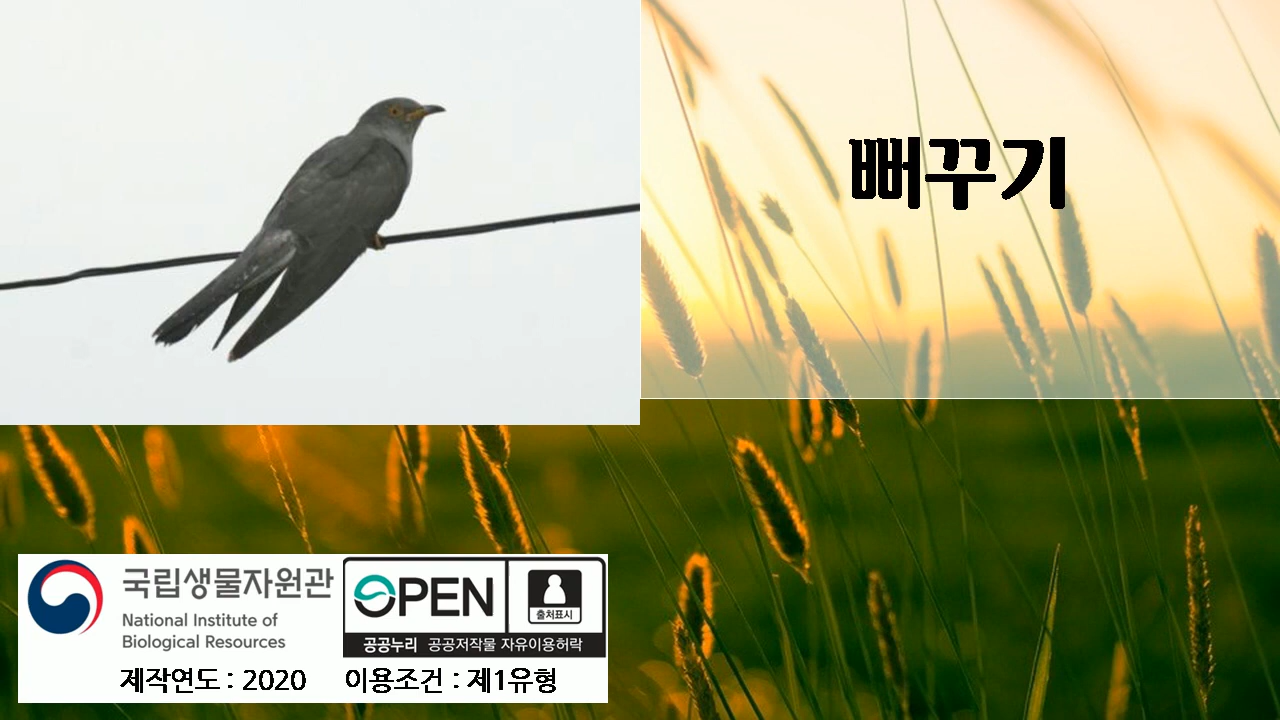 뻐꾸기
국립생물자원관
National Institute of
Biological Resources
OPEN
출처표시
공공누리 공공저작물 자유이용허락
제작연도 : 2020 이용조건 : 제1유형